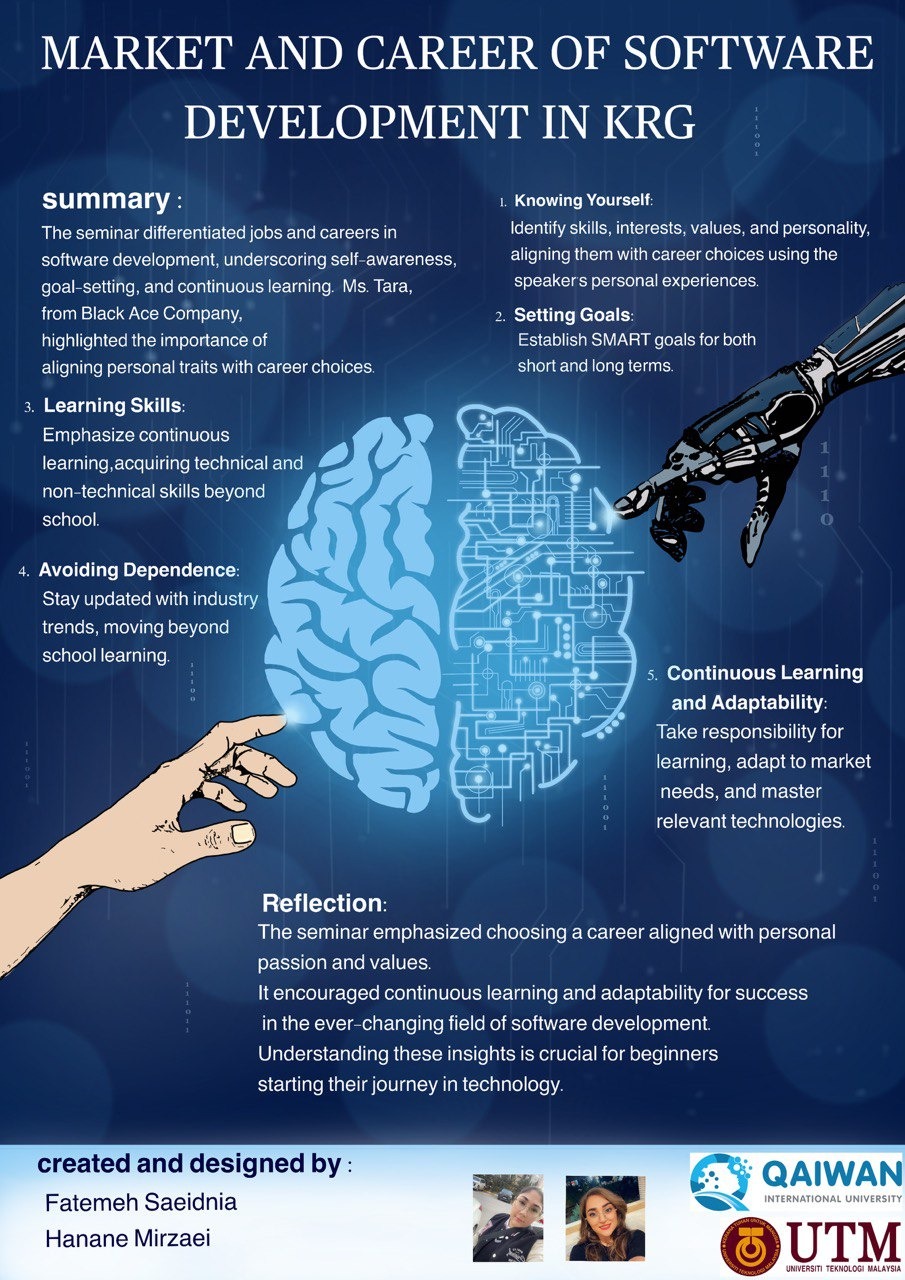 MARKET AND CAREER OF SOFTWARE
DEVELOPMENT IN KRG
summary :
The seminar differentiated jobs and careers in
software development, underscoring self-awareness,
goal-setting, and continuous learning. Ms. Tara,
from Black Ace Company,
highlighted the importance of
aligning personal traits with career choices.
1. Knowing Yourself:
Identify skills, interests, values, and personality,
aligning them with career choices using the
speaker's personal experiences.
2. Setting Goals:
Establish SMART goals for both
short and long terms.
3. Learning Skills:
Emphasize continuous
learning,acquiring technical and
non-technical skills beyond
school.
4. Avoiding Dependence:
Stay updated with industry
trends, moving beyond
school learning.
5. Continuous Learning
and Adaptability:
Take responsibility for
learning, adapt to market
needs, and master
relevant technologies.
Reflection:
The seminar emphasized choosing a career aligned with personal
passion and values.
It encouraged continuous learning and adaptability for success
in the ever-changing field of software development.
Understanding these insights is crucial for beginners
starting their journey in technology.
created and designed by :
Fatemeh Saeidnia
Hanane Mirzaei
QAIWAN
INTERNATIONAL UNIVERSITY
UTM
UNIVERSITI TEKNOLOGI MALAYSIA